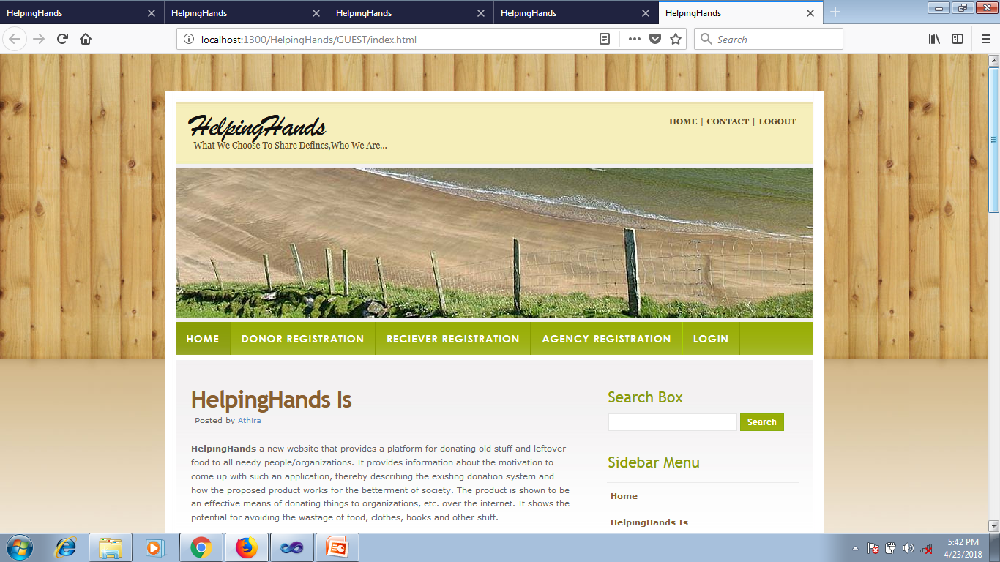 HelpingHands
HelpingHands
HelpingHands
HelpingHands
HelpingHands
localhost:1300/HelpingHands/GUEST/index.html
Search
HelpingHands
What We Choose To Share Defines,Who We Are...
HOME | CONTACT | LOGOUT
HOME
DONOR REGISTRATION
RECIEVER REGISTRATION
AGENCY REGISTRATION
LOGIN
HelpingHands Is
Posted by Athira
HelpingHands a new website that provides a platform for donating old stuff and leftover
food to all needy people/organizations. It provides information about the motivation to
come up with such an application, thereby describing the existing donation system and
how the proposed product works for the betterment of society. The product is shown to be
an effective means of donating things to organizations, etc. over the internet. It shows the
potential for avoiding the wastage of food, clothes, books and other stuff.
Search Box
Search
Sidebar Menu
Home
HelpingHands Is
5:42 PM
4/23/2018